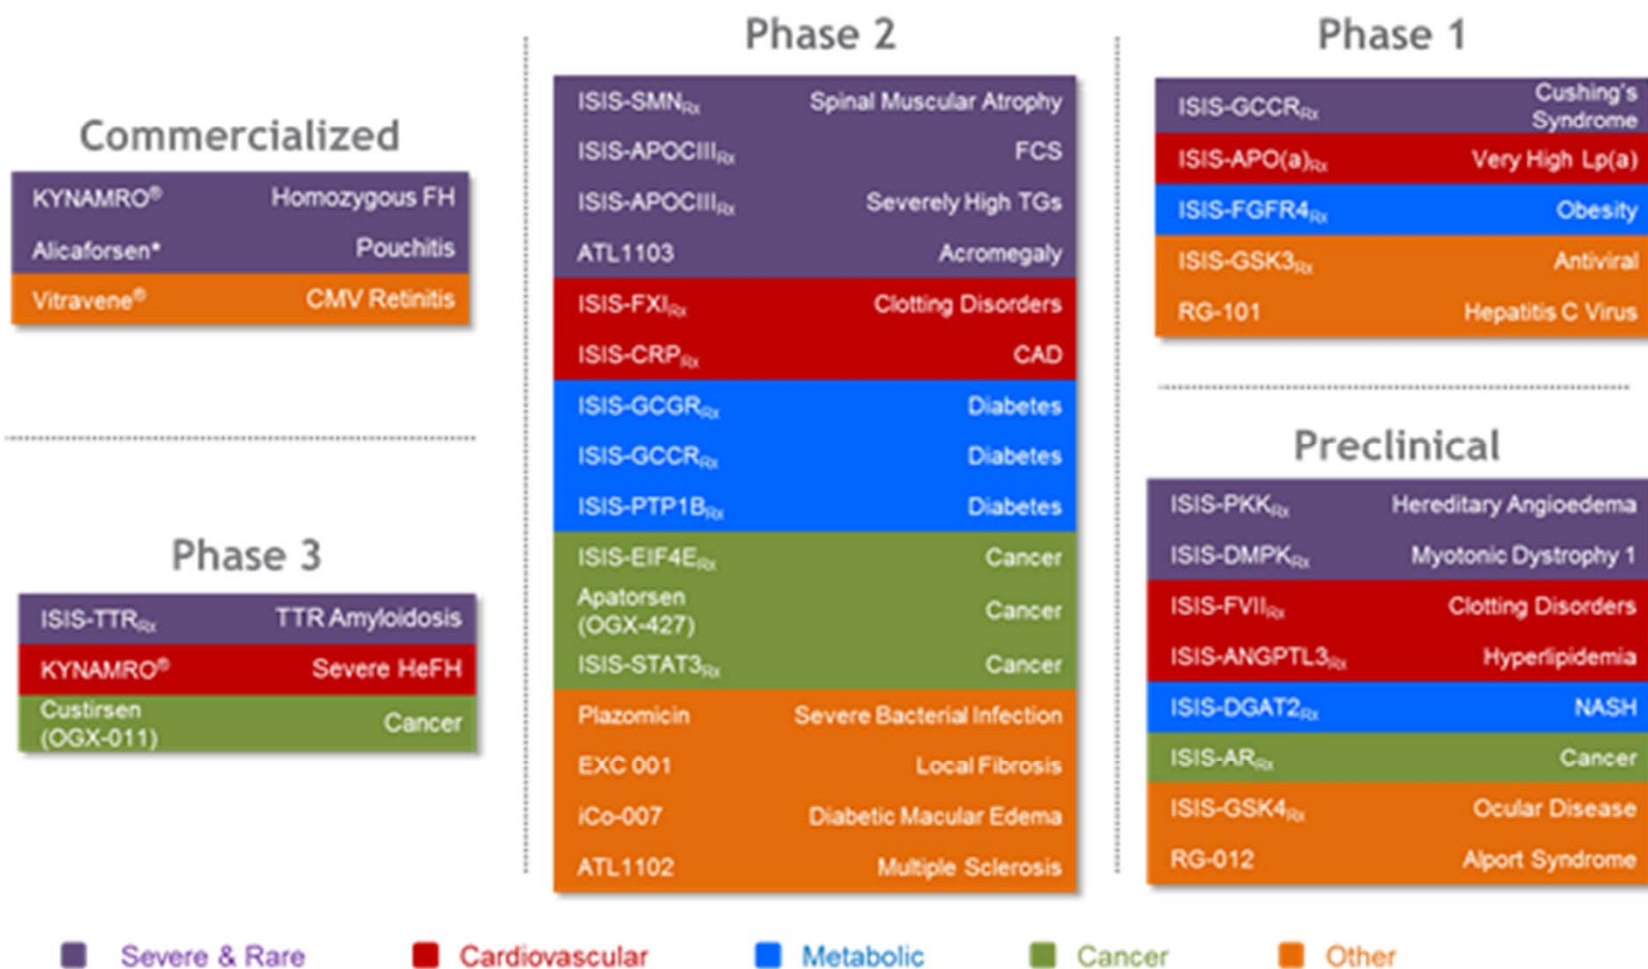 Commercialized
KYNAMRO® Homozygous FH
Alicaforsen* Pouchitis
Vitravene® CMV Retinitis
Phase 3
ISIS-TTRRx TTR Amyloidosis
KYNAMRO® Severe HeFH
Custirsen
(OGX-011) Cancer
Phase 2
ISIS-SMNRx Spinal Muscular Atrophy
ISIS-APOCIIIRx FCS
ISIS-APOCIIIRx Severely High TGs
ATL1103 Acromegaly
ISIS-FXIRx Clotting Disorders
ISIS-CRPRx CAD
ISIS-GCGRRx Diabetes
ISIS-GCCRRx Diabetes
ISIS-PTP1BRx Diabetes
ISIS-EIF4ERx Cancer
Apatorsen
(OGX-427) Cancer
ISIS-STAT3Rx Cancer
Plazomicin Severe Bacterial Infection
EXC 001 Local Fibrosis
iCo-007 Diabetic Macular Edema
ATL1102 Multiple Sclerosis
Phase 1
ISIS-GCCRRx Cushing's
Syndrome
ISIS-APO(a)Rx Very High Lp(a)
ISIS-FGFR4Rx Obesity
ISIS-GSK3Rx Antiviral
RG-101 Hepatitis C Virus
Preclinical
ISIS-PKKRx Hereditary Angioedema
ISIS-DMPKRx Myotonic Dystrophy 1
ISIS-FVIIRx Clotting Disorders
ISIS-ANGPTL3Rx Hyperlipidemia
ISIS-DGAT2Rx NASH
ISIS-ARRx Cancer
ISIS-GSK4Rx Ocular Disease
RG-012 Alport Syndrome
Severe & Rare Cardiovascular Metabolic Cancer Other